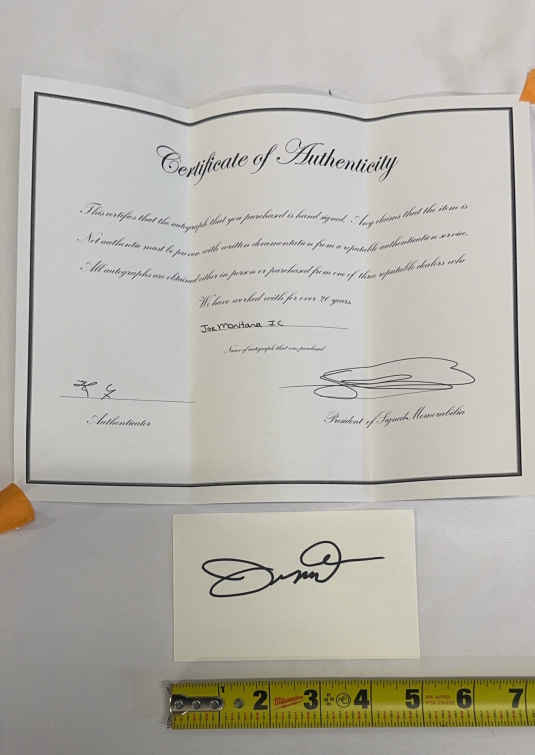 Certificate of Authenticity
This certifies that the autograph that you purchased is hand signed. Any claims that the item is
Not authentic must be proven with written documentation from a reputable authentication service.
All autographs are obtained either in person or purchased from one of three reputable dealers who
We have worked with for over 20 years
Joe Montana IC
Name of autograph that was purchased
Authenticator
President of Signed Memorabilia
1 2 3 4 5 6 7
Milwaukee